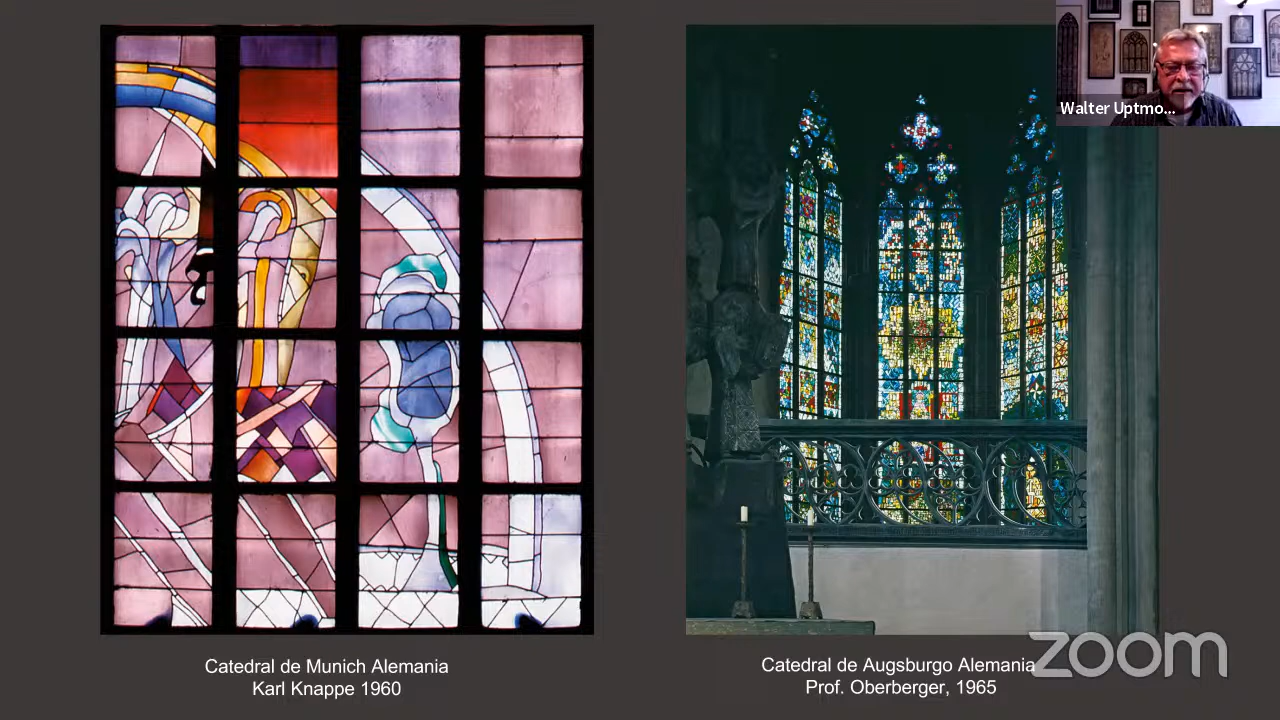 Walter Uptmo...
Catedral de Munich Alemania
Karl Knappe 1960
Catedral de Augsburgo Alemania
Prof. Oberberger, 1965
zoom